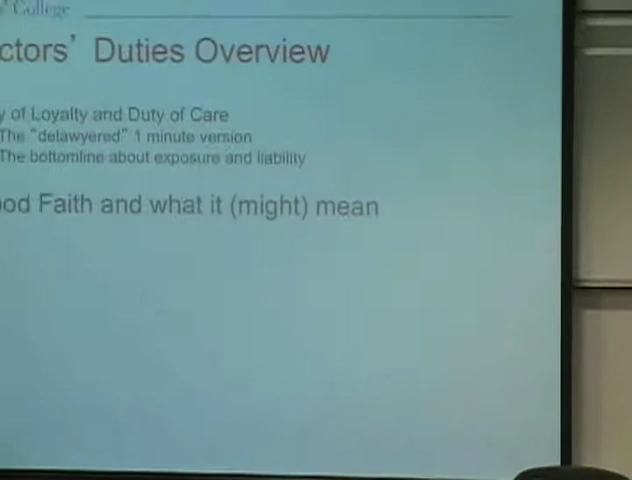 ' College
ctors' Duties Overview
y of Loyalty and Duty of Care
The "delawyered" 1 minute version
The bottomline about exposure and liability
ood Faith and what it (might) mean